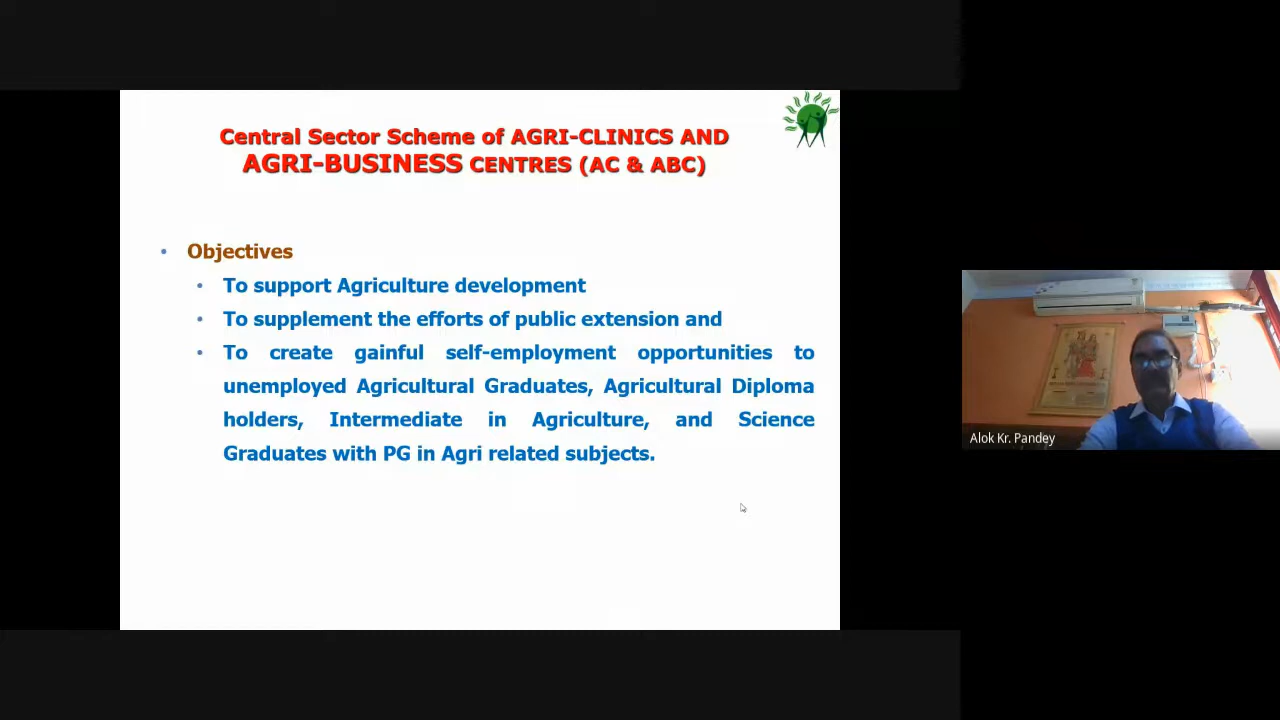 Central Sector Scheme of AGRI-CLINICS AND
AGRI-BUSINESS CENTRES (AC & ABC)
• Objectives
• To support Agriculture development
• To supplement the efforts of public extension and
• To create gainful self-employment opportunities to
unemployed Agricultural Graduates, Agricultural Diploma
holders, Intermediate in Agriculture, and Science
Graduates with PG in Agri related subjects.
Alok Kr. Pandey